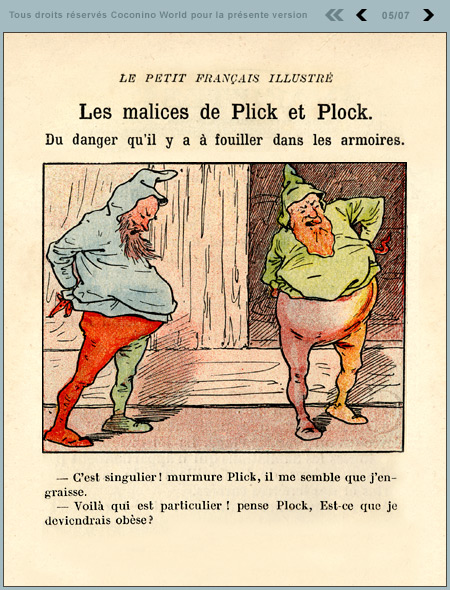 Tous droits réservés Coconino World pour la présente version
05/07
LE PETIT FRANÇAIS ILLUSTRÉ
Les malices de Plick et Plock.
Du danger qu'il y a à fouiller dans les armoires.
— C'est singulier ! murmure Plick, il me semble que j'en-
graisse.
— Voilà qui est particulier ! pense Plock, Est-ce que je
deviendrais obèse ?